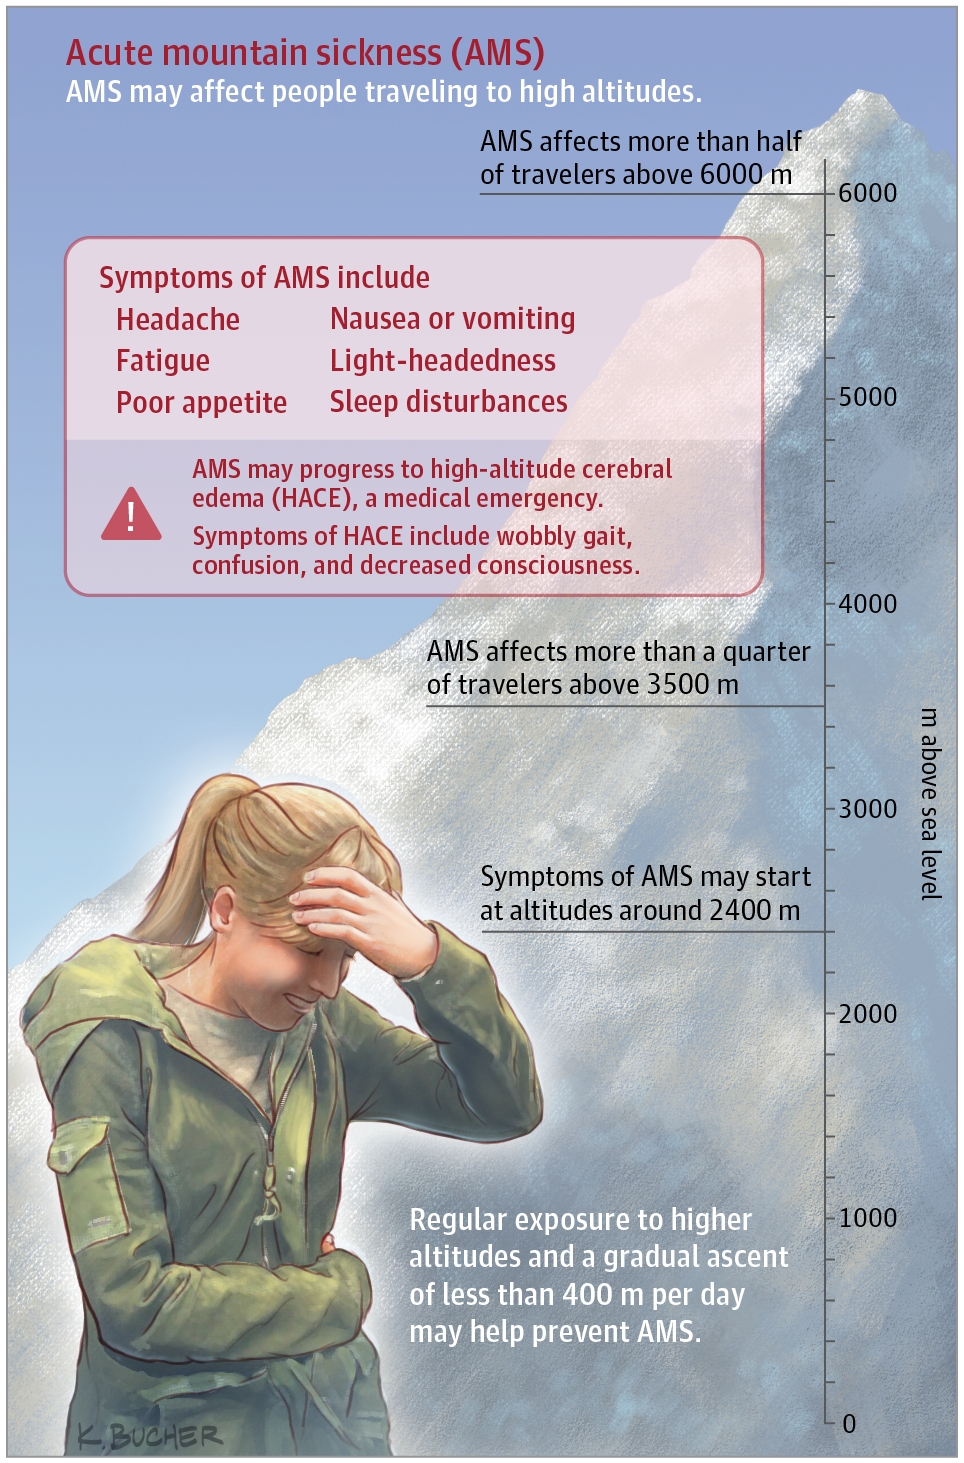 Acute mountain sickness (AMS)
AMS may affect people traveling to high altitudes.
AMS affects more than half
of travelers above 6000 m
6000
Symptoms of AMS include
Headache
Nausea or vomiting
Fatigue
Light-headedness
Poor appetite
Sleep disturbances
5000
!
AMS may progress to high-altitude cerebral
edema (HACE), a medical emergency.
Symptoms of HACE include wobbly gait,
confusion, and decreased consciousness.
4000
AMS affects more than a quarter
of travelers above 3500 m
m above sea level
3000
Symptoms of AMS may start
at altitudes around 2400 m
2000
1000
Regular exposure to higher
altitudes and a gradual ascent
of less than 400 m per day
may help prevent AMS.
0
K. BUCHER